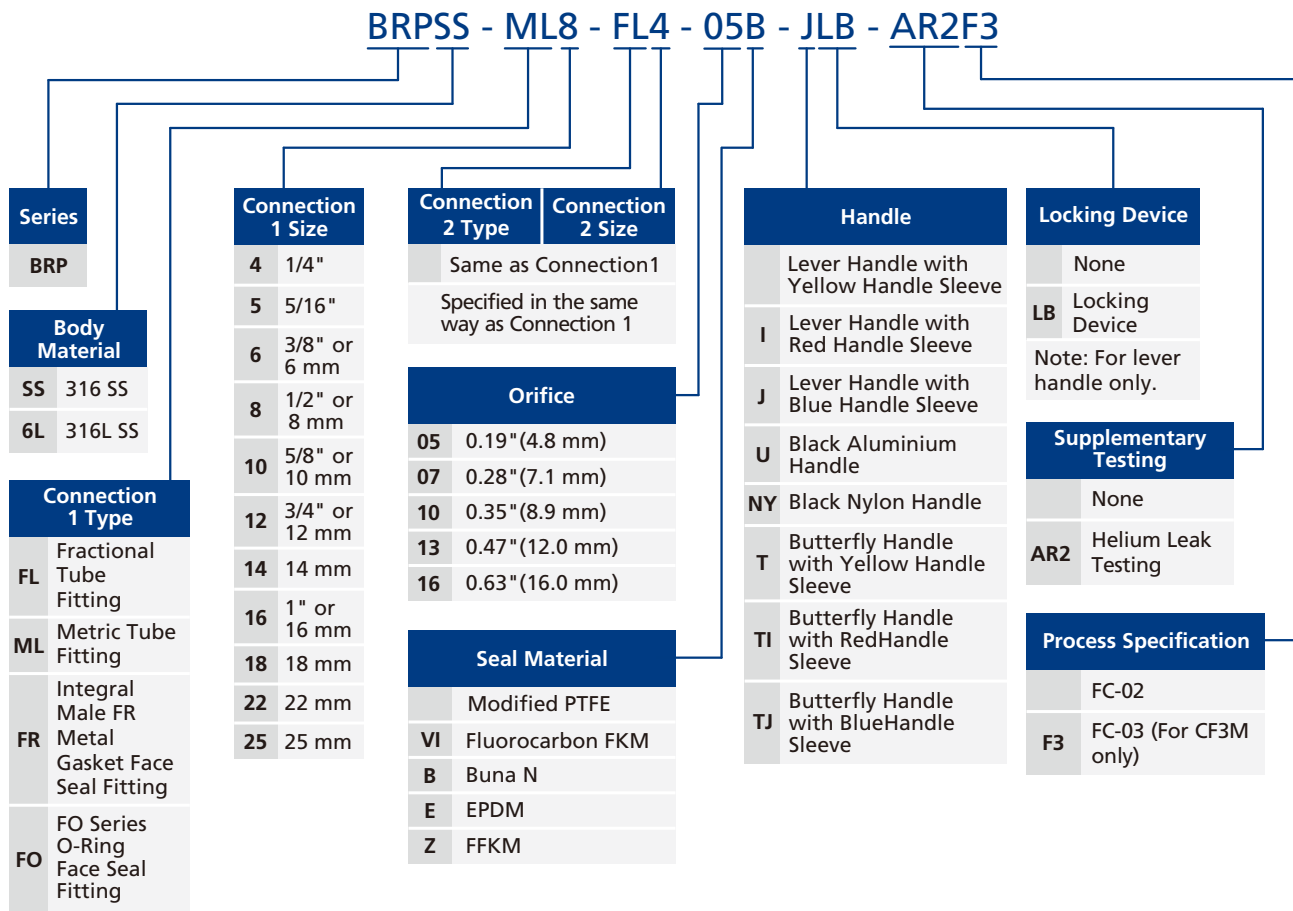 BRPSS - ML8 - FL4 - 05B - JLB - AR2F3
Series
BRP
Body
Material
SS 316 SS
6L 316L SS
Connection
1 Type
FL Fractional
Tube
Fitting
ML Metric Tube
Fitting
FR Integral
Male FR
Metal
Gasket Face
Seal Fitting
FO FO Series
O-Ring
Face Seal
Fitting
Connection
1 Size
4 1/4"
5 5/16"
6 3/8" or
6 mm
8 1/2" or
8 mm
10 5/8" or
10 mm
12 3/4" or
12 mm
14 14 mm
16 1" or
16 mm
18 18 mm
22 22 mm
25 25 mm
Connection
2 Type
Connection
2 Size
Same as Connection1
Specified in the same
way as Connection 1
Orifice
05 0.19"(4.8 mm)
07 0.28"(7.1 mm)
10 0.35"(8.9 mm)
13 0.47"(12.0 mm)
16 0.63"(16.0 mm)
Seal Material
Modified PTFE
VI Fluorocarbon FKM
B Buna N
E EPDM
Z FFKM
Handle
Lever Handle with
Yellow Handle Sleeve
I Lever Handle with
Red Handle Sleeve
J Lever Handle with
Blue Handle Sleeve
U Black Aluminium
Handle
NY Black Nylon Handle
T Butterfly Handle
with Yellow Handle
Sleeve
TI Butterfly Handle
with RedHandle
Sleeve
TJ Butterfly Handle
with BlueHandle
Sleeve
Locking Device
None
LB Locking
Device
Note: For lever
handle only.
Supplementary
Testing
None
AR2 Helium Leak
Testing
Process Specification
FC-02
F3 FC-03 (For CF3M
only)